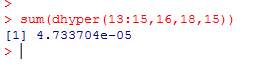 >
> sum(dhyper(13:15,16,18,15))
[1] 4.733704e-05
>